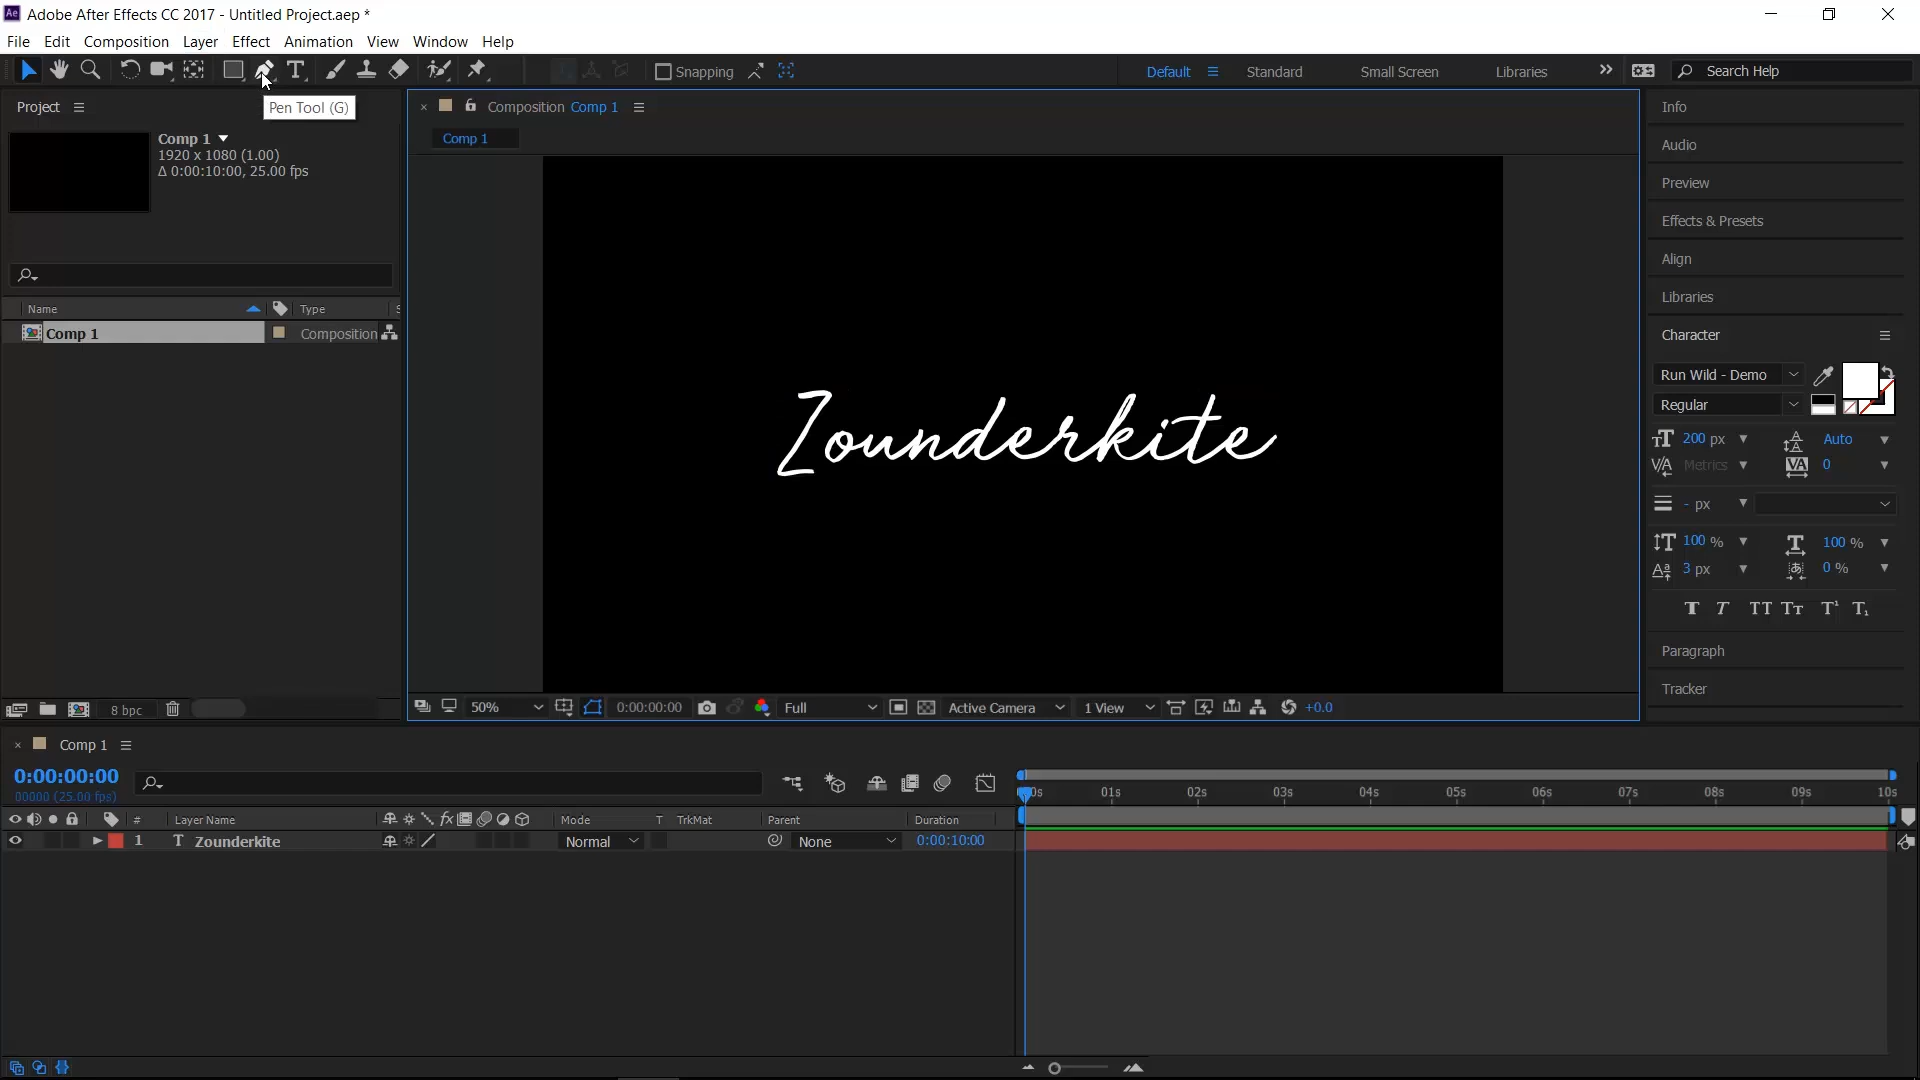 Adobe After Effects CC 2017 - Untitled Project.aep *
File Edit Composition Layer Effect Animation View Window Help
Snapping
Default Standard Small Screen Libraries
Search Help
Project
Pen Tool (G)
Comp 1
1920 x 1080 (1.00)
Δ 0:00:10:00, 25.00 fps
Name Type
Comp 1 Composition
8 bpc
Composition Comp 1
Comp 1
Zounderkite
50% 0:00:00:00 Full Active Camera 1 View +0.0
Info
Audio
Preview
Effects & Presets
Align
Libraries
Character
Run Wild - Demo
Regular
200 px Auto
Metrics 0
- px
100 % 100 %
3 px 0 %
Paragraph
Tracker
Comp 1
0:00:00:00
00000 (25.00 fps)
# Layer Name Mode T TrkMat Parent Duration
1 T Zounderkite Normal None 0:00:10:00
01s 02s 03s 04s 05s 06s 07s 08s 09s 10s